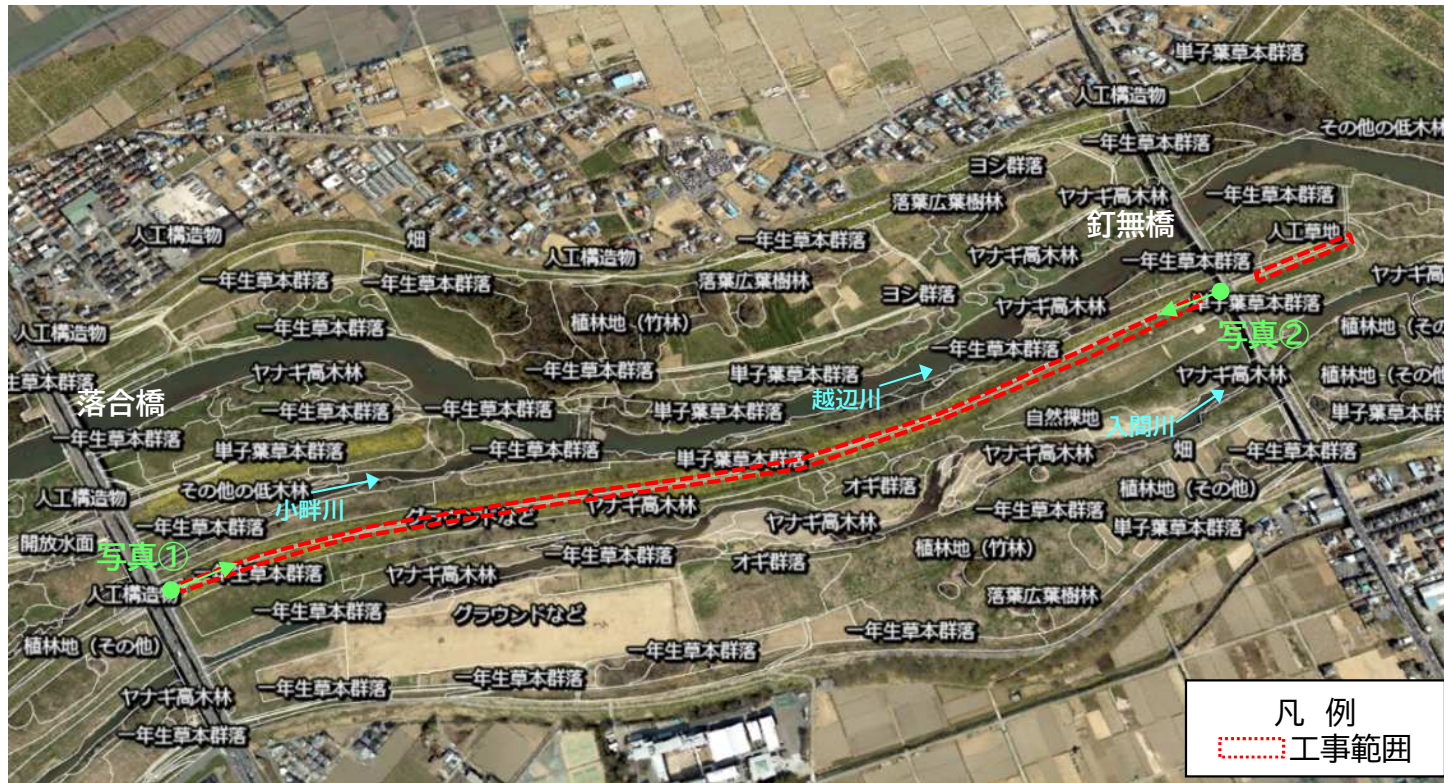 単子葉草本群落
人工構造物
一年生草本群落
その他の低木林
ヨシ群落
ヤナギ高木林
一年生草本群落
落葉広葉樹林
釘無橋
人工草地
人工構造物
畑
一年生草本群落
人工構造物
ヤナギ高木林
一年生草本群落
ヤナギ高
一年生草本群落
一年生草本群落
落葉広葉樹林
ヨシ群落
ヤナギ高木林
単子葉草本群落
人工構造物
一年生草本群落
植林地（竹林）
写真②
植林地（その
一年生草本群落
生草本群落
ヤナギ高木林
一年生草本群落
単子葉草本群落
ヤナギ高木林
植林地（その他
落合橋
越辺川
一年生草本群落
一年生草本群落
単子葉草本群落
自然裸地
入間川
単子葉草本群
一年生草本群落
単子葉草本群落
一年生草本群落
単子葉草本群落
ヤナギ高木林
畑
人工構造物
その他の低木林
小畔川
オギ群落
植林地（その他）
一年生草本群落
グラウンドなど
ヤナギ高木林
ヤナギ高木林
一年生草本群落
単子葉草本群落
開放水面
写真①
一年生草本群落
オギ群落
植林地（竹林）
人工構造物
一年生草本群落
ヤナギ高木林
落葉広葉樹林
一年生草本群落
グラウンドなど
一年生草本群落
植林地（その他）
一年生草本群落
一年生草本群落
一年生草本群落
ヤナギ高木林
一年生草本群落
凡 例
工事範囲